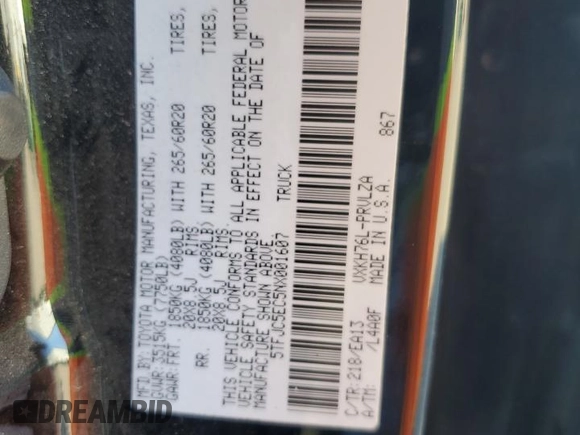 MFD BY: TOYOTA MOTOR MANUFACTURING, TEXAS, INC.
GVWR 3515KG (7750LB)
GAWR FRT. 1850KG (4080LB) WITH 265/60R20 TIRES,
20X8.5J RIMS
RR. 1850KG (4080LB) WITH 265/60R20 TIRES,
20X8.5J RIMS.
THIS VEHICLE CONFORMS TO ALL APPLICABLE FEDERAL MOTOR
VEHICLE SAFETY STANDARDS IN EFFECT ON THE DATE OF
MANUFACTURE SHOWN ABOVE.
5TFJC5EC5NX001607 TRUCK
C/TR:218/EA13 VXKH76L-PRVLZA
A/TM: /L4A0F MADE IN U.S.A. 867
DREAMBID